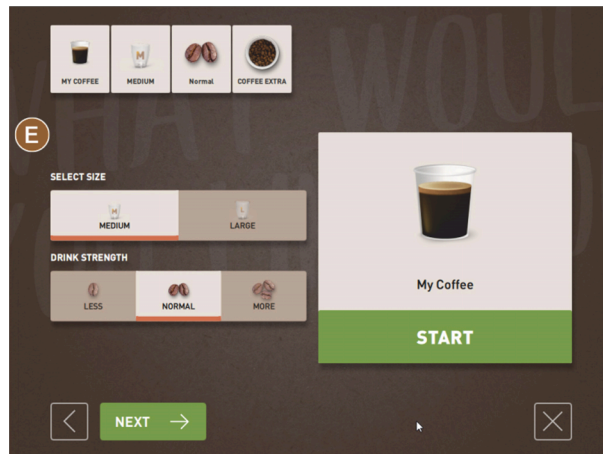 MY COFFEE
MEDIUM
Normal
COFFEE EXTRA
E
SELECT SIZE
M
MEDIUM
LARGE
DRINK STRENGTH
LESS
NORMAL
MORE
My Coffee
START
NEXT